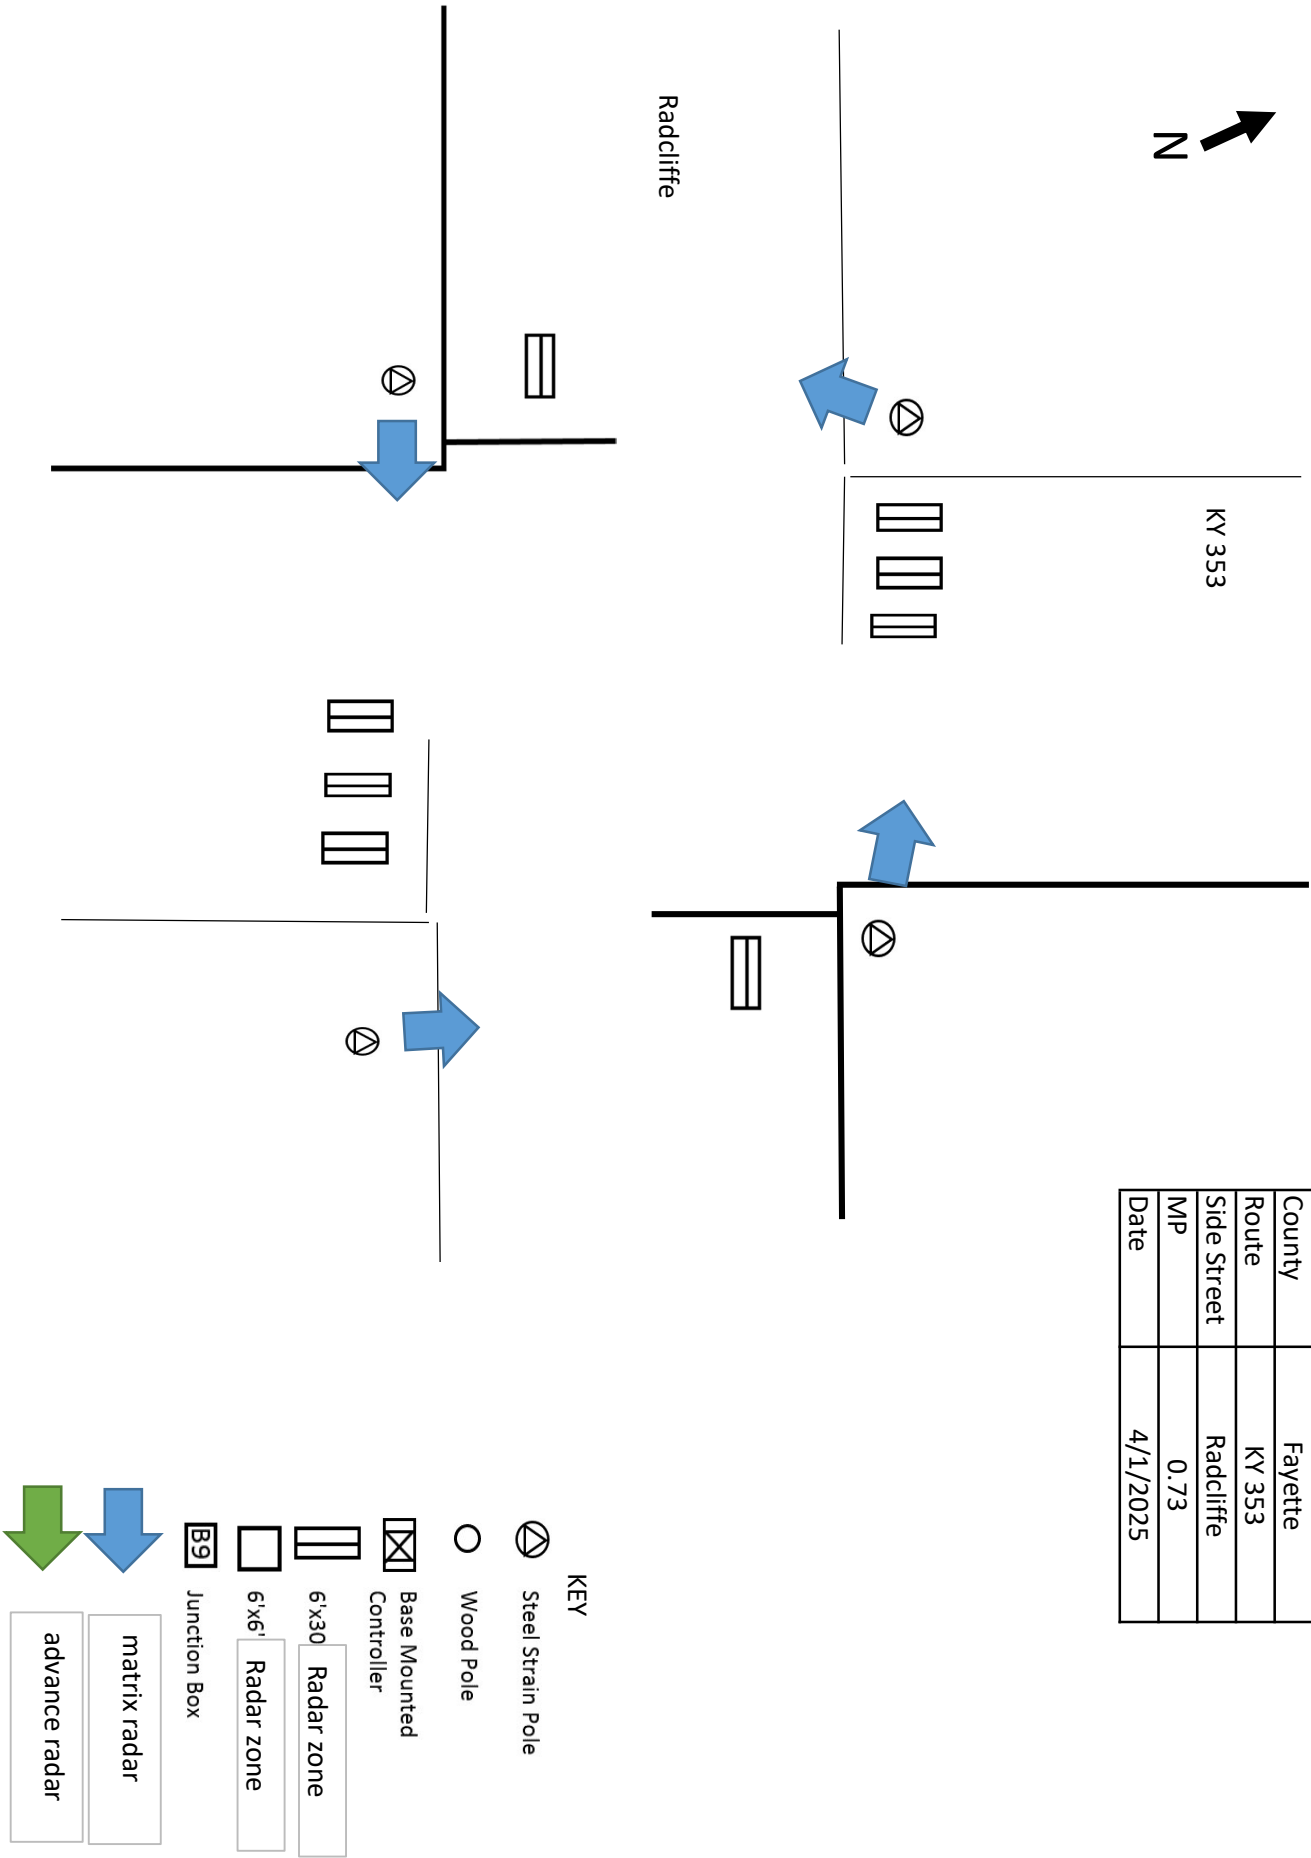 N
Radcliffe
KY 353
County Fayette
Route KY 353
Side Street Radcliffe
MP 0.73
Date 4/1/2025
KEY
Steel Strain Pole
Wood Pole
Base Mounted
Controller
6'x30 Radar zone
6'x6' Radar zone
B9 Junction Box
matrix radar
advance radar